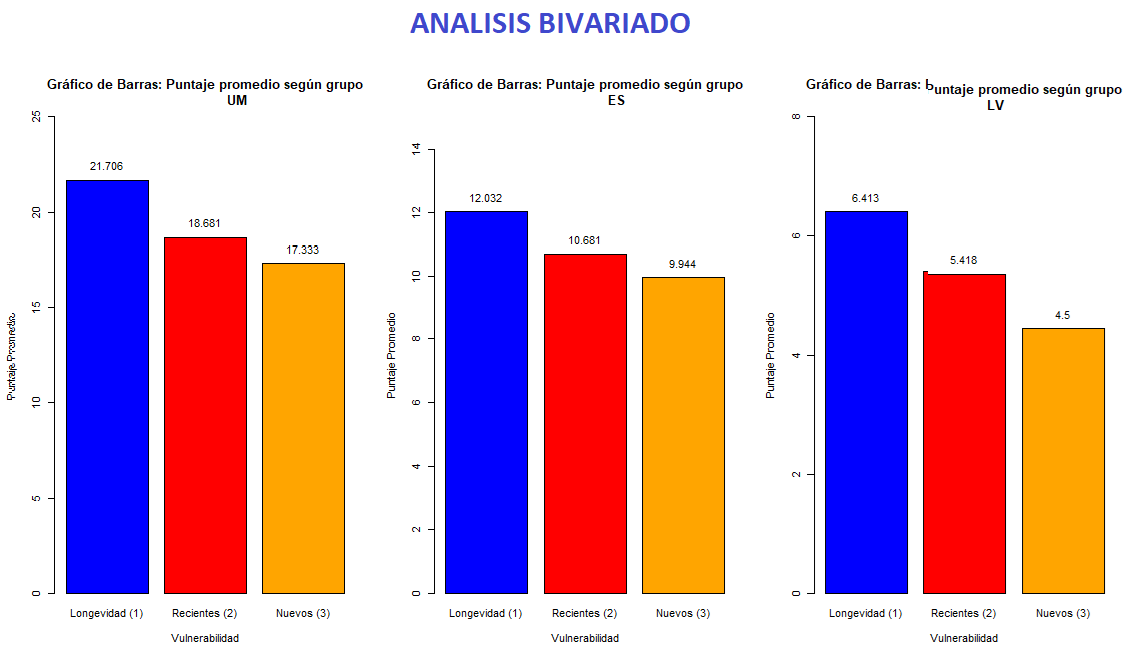 ANALISIS BIVARIADO
Gráfico de Barras: Puntaje promedio según grupo
UM
25
20
15
10
5
0
Puntaje Promedio
21.706
18.681
17.333
Longevidad (1)
Recientes (2)
Nuevos (3)
Vulnerabilidad
Gráfico de Barras: Puntaje promedio según grupo
ES
14
12
10
8
6
4
2
0
Puntaje Promedio
12.032
10.681
9.944
Longevidad (1)
Recientes (2)
Nuevos (3)
Vulnerabilidad
Gráfico de Barras: Puntaje promedio según grupo
LV
8
6
4
2
0
Puntaje Promedio
6.413
5.418
4.5
Longevidad (1)
Recientes (2)
Nuevos (3)
Vulnerabilidad